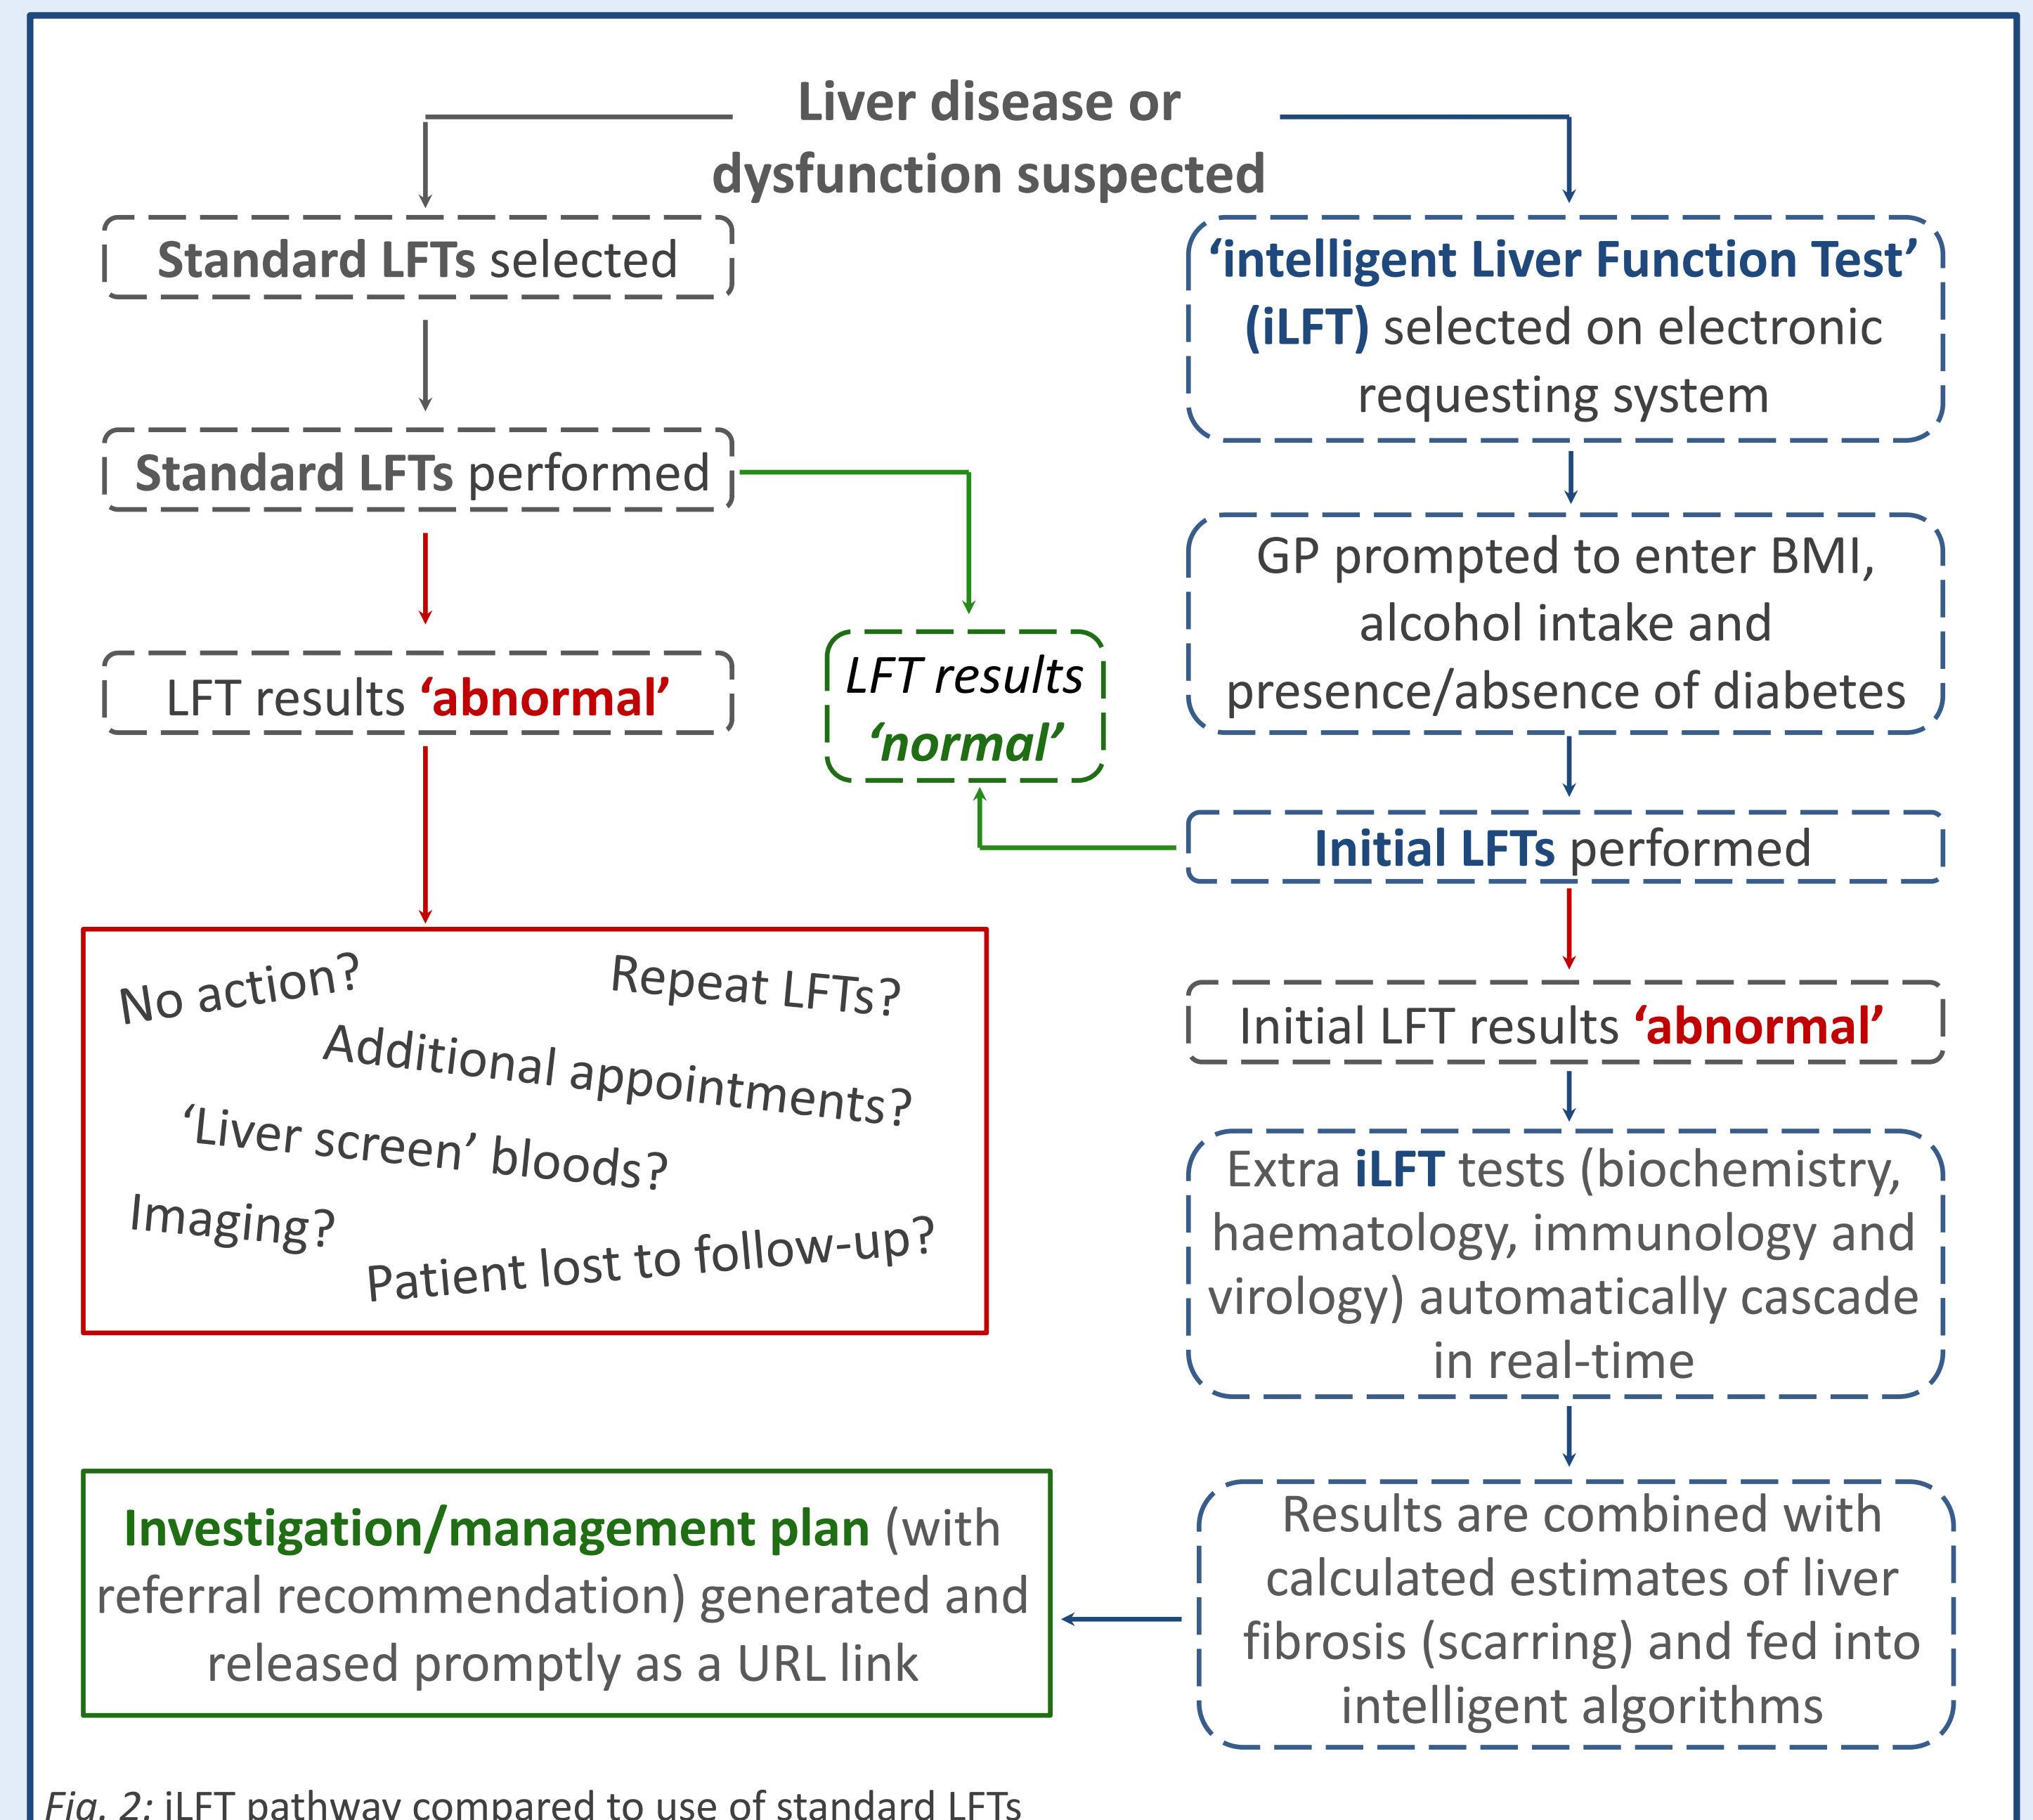 Liver disease or
dysfunction suspected
Standard LFTs selected
Standard LFTs performed
LFT results ‘abnormal’
No action?
Repeat LFTs?
Additional appointments?
‘Liver screen’ bloods?
Imaging?
Patient lost to follow-up?
LFT results
‘normal’
‘intelligent Liver Function Test’
(iLFT) selected on electronic
requesting system
GP prompted to enter BMI,
alcohol intake and
presence/absence of diabetes
Initial LFTs performed
Initial LFT results ‘abnormal’
Extra iLFT tests (biochemistry,
haematology, immunology and
virology) automatically cascade
in real-time
Results are combined with
calculated estimates of liver
fibrosis (scarring) and fed into
intelligent algorithms
Investigation/management plan (with
referral recommendation) generated and
released promptly as a URL link
Fig. 2: iLFT pathway compared to use of standard LFTs